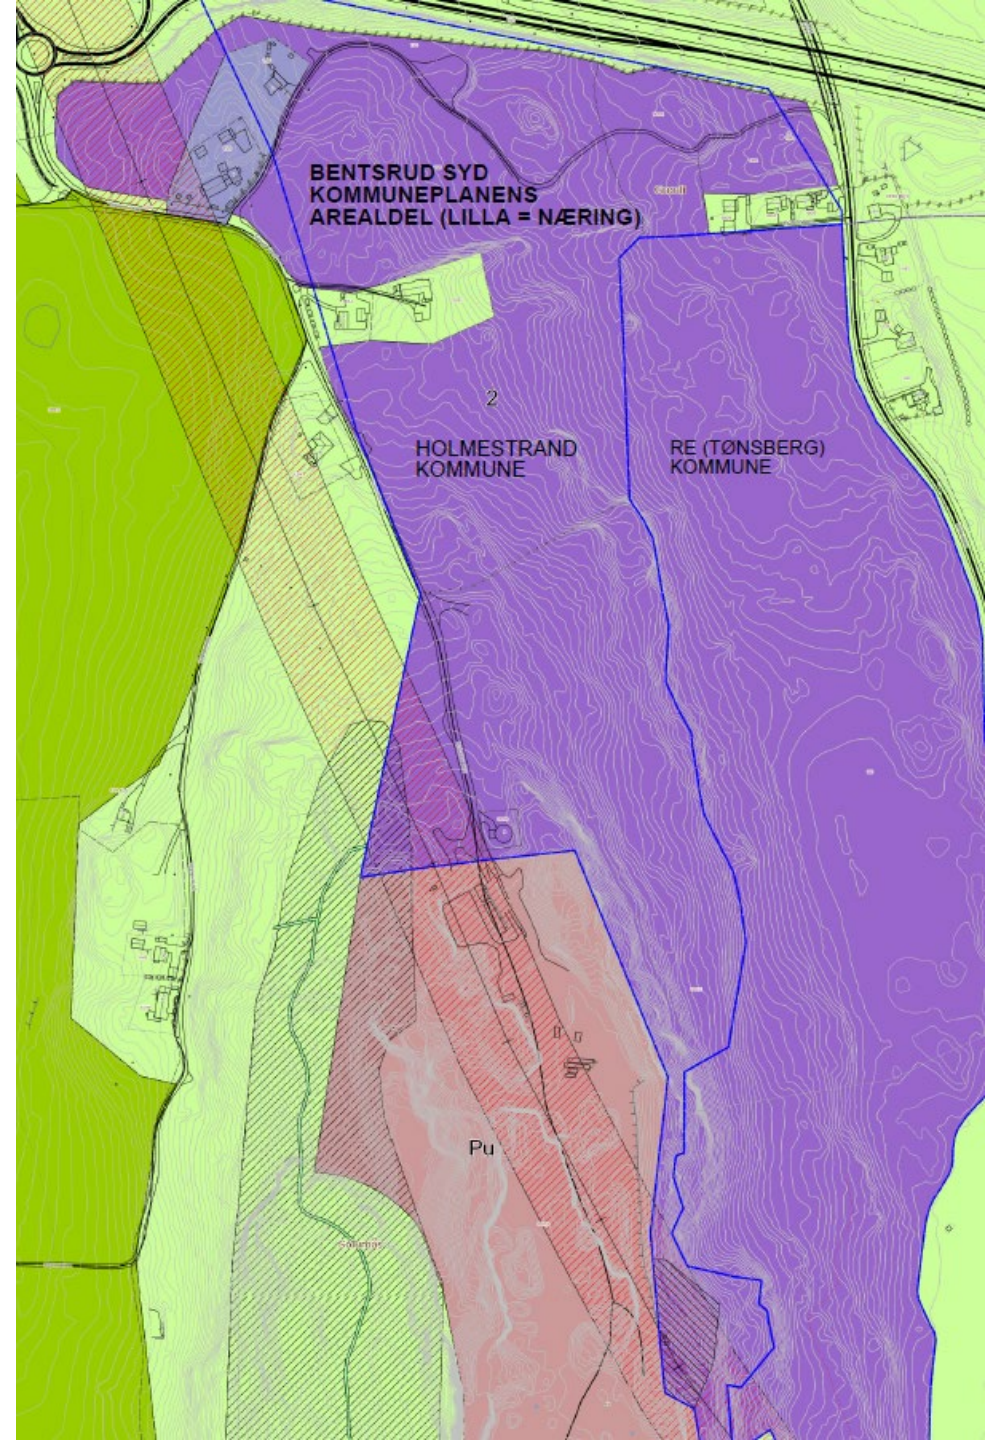 BENTSRUD SYD
KOMMUNEPLANENS
AREALDEL (LILLA = NÆRING)
2
HOLMESTRAND
KOMMUNE
RE (TØNSBERG)
KOMMUNE
Pu